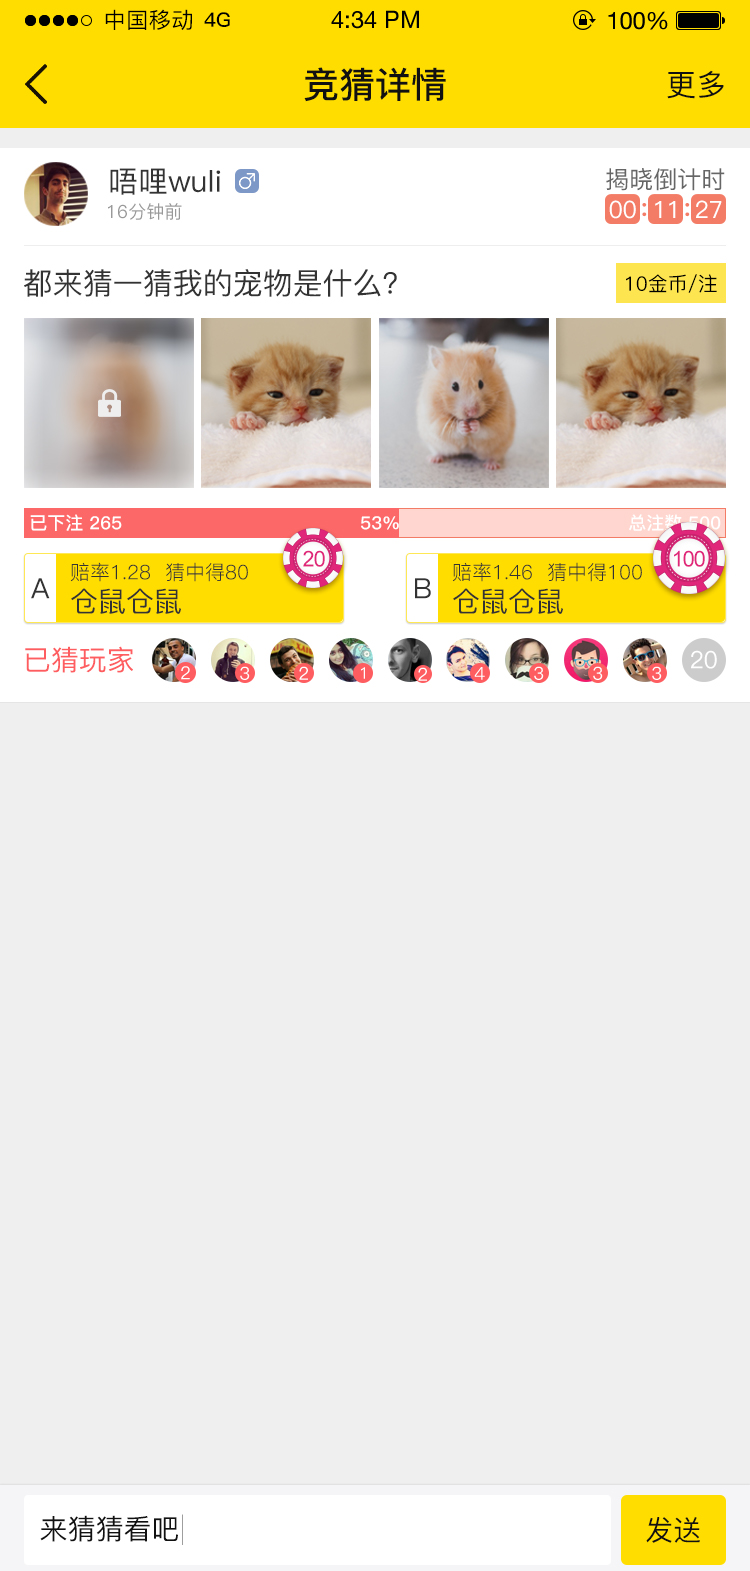 中国移动 4G 4:34 PM 100%
竞猜详情 更多
唔哩wuli 揭晓倒计时
16分钟前 00:11:27
都来猜一猜我的宠物是什么? 10金币/注
已下注 265 53% 总注数 500
20 100
A 赔率1.28 猜中得80 B 赔率1.46 猜中得100
仓鼠仓鼠 仓鼠仓鼠
已猜玩家 2 3 2 1 2 4 3 3 3 20
来猜猜看吧 发送